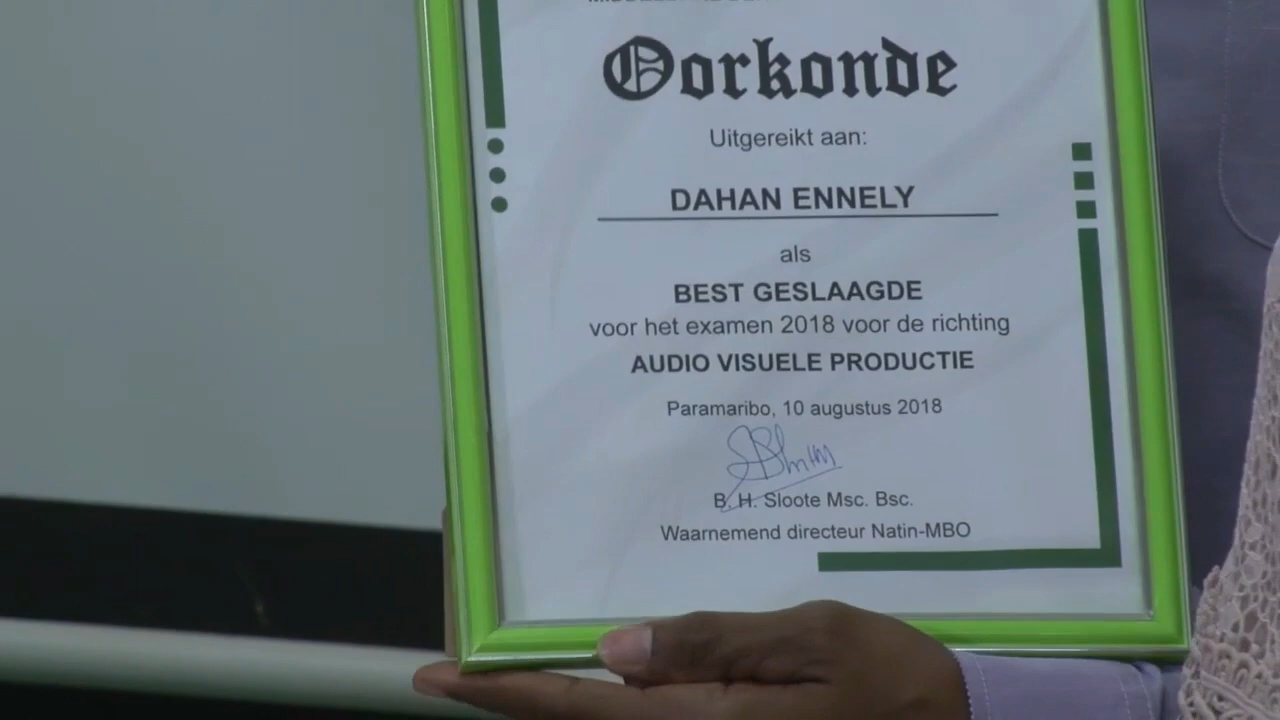 Oorkonde
Uitgereikt aan:
DAHAN ENNELY
als
BEST GESLAAGDE
voor het examen 2018 voor de richting
AUDIO VISUELE PRODUCTIE
Paramaribo, 10 augustus 2018
B. H. Sloote Msc. Bsc.
Waarnemend directeur Natin-MBO